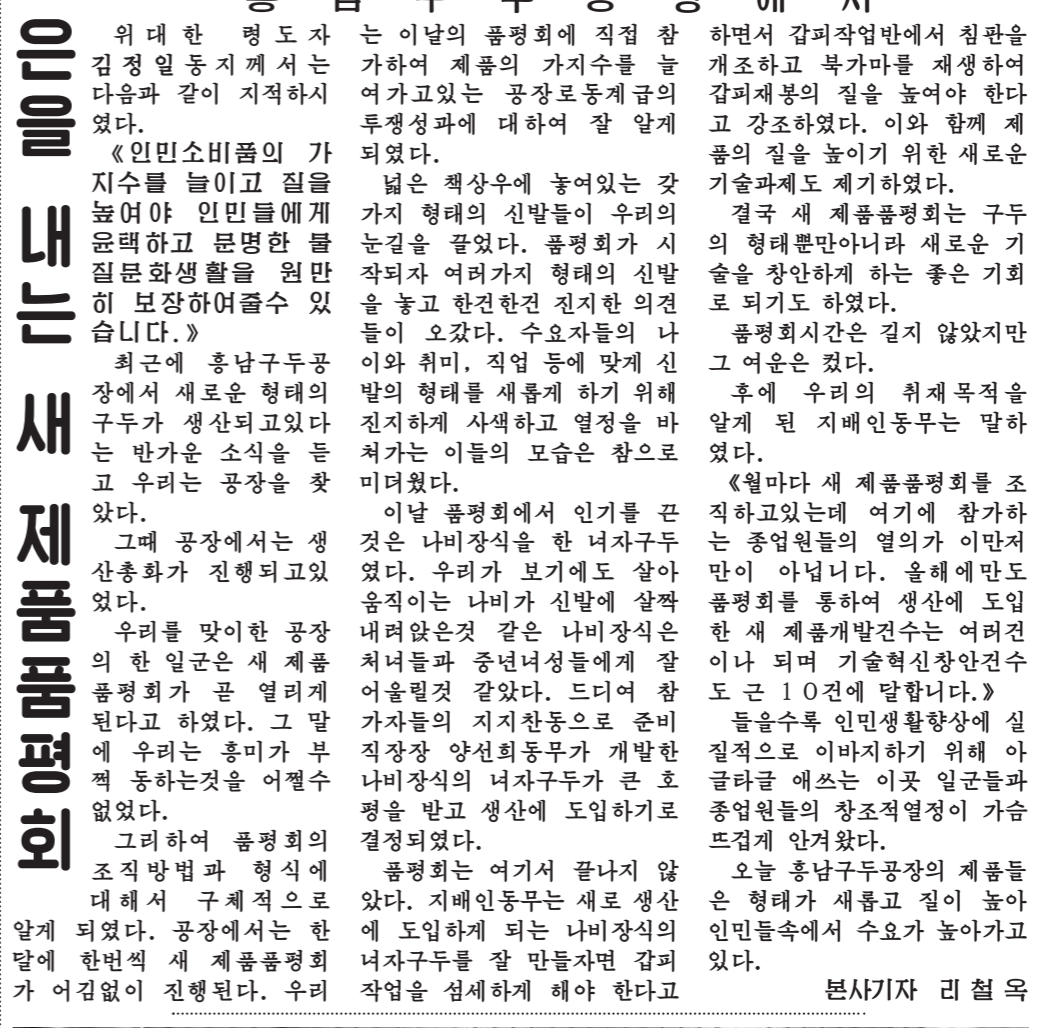 은을 내는 새 제품품평회
위대한 령도자
김정일동지께서는
다음과 같이 지적하시
였다.
《인민소비품의 가
지수를 늘이고 질을
높여야 인민들에게
윤택하고 문명한 물
질문화생활을 원만
히 보장하여줄수 있
습니다.》
최근에 흥남구두공
장에서 새로운 형태의
구두가 생산되고있다
는 반가운 소식을 듣
고 우리는 공장을 찾
았다.
그때 공장에서는 생
산총화가 진행되고있
었다.
우리를 맞이한 공장
의 한 일군은 새 제품
품평회가 곧 열리게
된다고 하였다. 그 말
에 우리는 흥미가 부
쩍 동하는것을 어쩔수
없었다.
그리하여 품평회의
조직방법과 형식에
대해서 구체적으로
알게 되였다. 공장에서는 한
달에 한번씩 새 제품품평회
가 어김없이 진행된다. 우리
는 이날의 품평회에 직접 참
가하여 제품의 가지수를 늘
여가고있는 공장로동계급의
투쟁성과에 대하여 잘 알게
되였다.
넓은 책상우에 놓여있는 갖
가지 형태의 신발들이 우리의
눈길을 끌었다. 품평회가 시
작되자 여러가지 형태의 신발
을 놓고 한건한건 진지한 의견
들이 오갔다. 수요자들의 나
이와 취미, 직업 등에 맞게 신
발의 형태를 새롭게 하기 위해
진지하게 사색하고 열정을 바
쳐가는 이들의 모습은 참으로
미더웠다.
이날 품평회에서 인기를 끈
것은 나비장식을 한 녀자구두
였다. 우리가 보기에도 살아
움직이는 나비가 신발에 살짝
내려앉은것 같은 나비장식은
처녀들과 중년녀성들에게 잘
어울릴것 같았다. 드디여 참
가자들의 지지찬동으로 준비
직장장 양선희동무가 개발한
나비장식의 녀자구두가 큰 호
평을 받고 생산에 도입하기로
결정되였다.
품평회는 여기서 끝나지 않
았다. 지배인동무는 새로 생산
에 도입하게 되는 나비장식의
녀자구두를 잘 만들자면 갑피
작업을 섬세하게 해야 한다고
하면서 갑피작업반에서 침판을
개조하고 북가마를 재생하여
갑피재봉의 질을 높여야 한다
고 강조하였다. 이와 함께 제
품의 질을 높이기 위한 새로운
기술과제도 제기하였다.
결국 새 제품품평회는 구두
의 형태뿐만아니라 새로운 기
술을 창안하게 하는 좋은 기회
로 되기도 하였다.
품평회시간은 길지 않았지만
그 여운은 컸다.
후에 우리의 취재목적을
알게 된 지배인동무는 말하
였다.
《월마다 새 제품품평회를 조
직하고있는데 여기에 참가하
는 종업원들의 열의가 이만저
만이 아닙니다. 올해에만도
품평회를 통하여 생산에 도입
한 새 제품개발건수는 여러건
이나 되며 기술혁신창안건수
도 근 10건에 달합니다.》
들을수록 인민생활향상에 실
질적으로 이바지하기 위해 아
글타글 애쓰는 이곳 일군들과
종업원들의 창조적열정이 가슴
뜨겁게 안겨왔다.
오늘 흥남구두공장의 제품들
은 형태가 새롭고 질이 높아
인민들속에서 수요가 높아가고
있다.
본사기자 리철옥